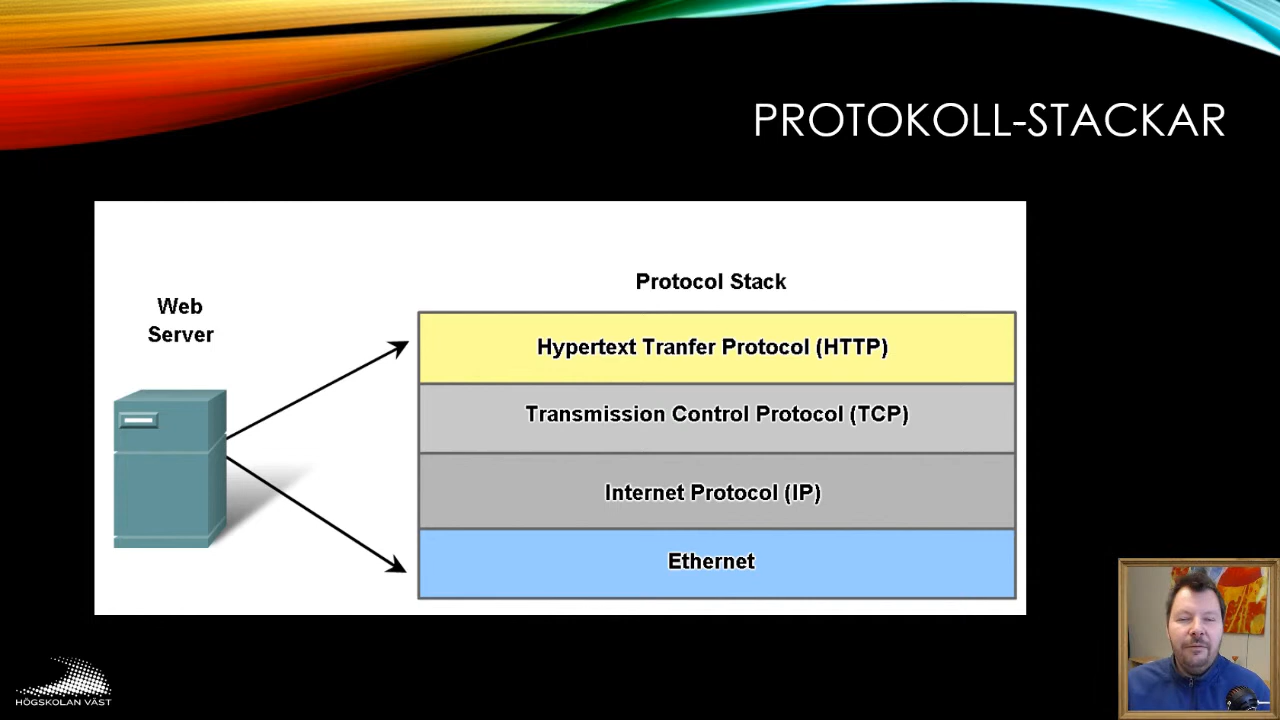 PROTOKOLL-STACKAR
Protocol Stack
Web
Server
Hypertext Tranfer Protocol (HTTP)
Transmission Control Protocol (TCP)
Internet Protocol (IP)
Ethernet
HÖGSKOLAN VÄST